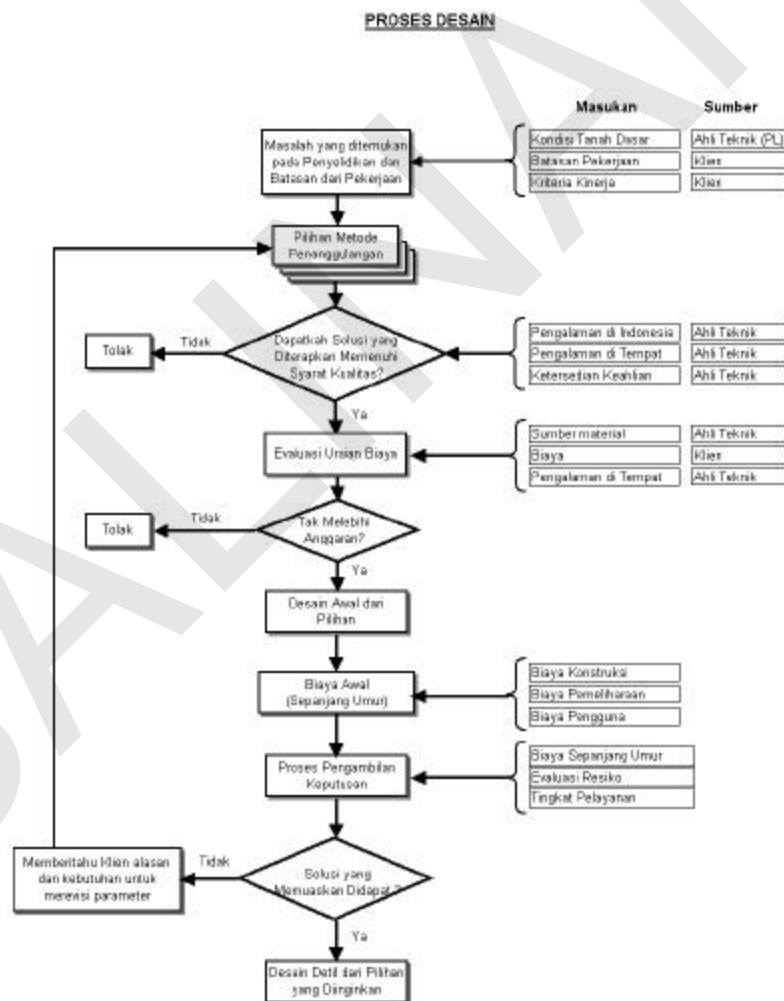 PROSES DESAIN
Masukan
Sumber
Masalah yang ditemukan
pada Penyelidikan dan
Batasan dari Pekerjaan
Kondisi Tanah Dasar
Ahli Teknik (PL)
Batasan Pekerjaan
Klien
Kriteria Kinerja
Klien
Pilihan Metode
Penanggulangan
Dapatkah Solusi yang
Diterapkan Memenuhi
Syarat Kualitas?
Tidak
Tolak
Pengalaman di Indonesia
Ahli Teknik
Pengalaman di Tempat
Ahli Teknik
Ketersedian Keahlian
Ahli Teknik
Ya
Evaluasi Uraian Biaya
Sumber material
Ahli Teknik
Biaya
Klien
Pengalaman di Tempat
Ahli Teknik
Tak Melebihi
Anggaran?
Tidak
Tolak
Ya
Desain Awal dari
Pilihan
Biaya Awal
(Sepanjang Umur)
Biaya Konstruksi
Biaya Pemeliharaan
Biaya Pengguna
Proses Pengambilan
Keputusan
Biaya Sepanjang Umur
Evaluasi Resiko
Tingkat Pelayanan
Solusi yang
Memuaskan Didapat ?
Tidak
Memberitahu Klien alasan
dan kebutuhan untuk
merevisi parameter
Ya
Desain Detil dari Pilihan
yang Diinginkan
SALINAN